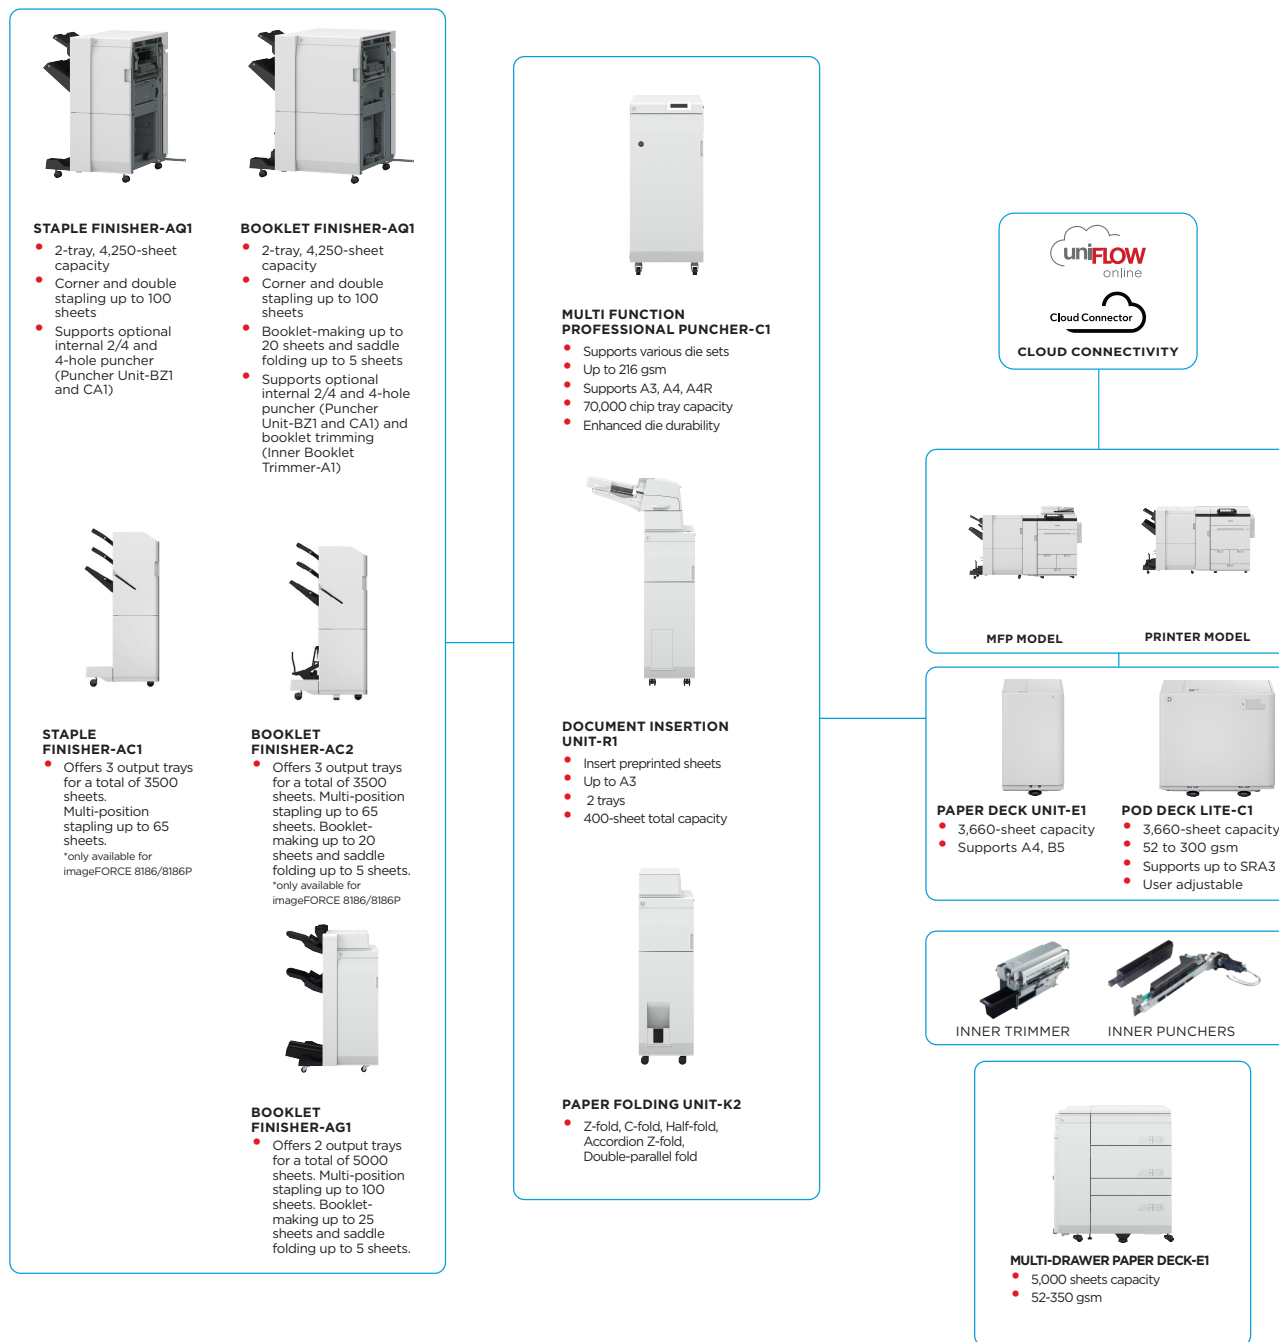 STAPLE FINISHER-AQ1
• 2-tray, 4,250-sheet
capacity
• Corner and double
stapling up to 100
sheets
• Supports optional
internal 2/4 and
4-hole puncher
(Puncher Unit-BZ1
and CA1)
BOOKLET FINISHER-AQ1
• 2-tray, 4,250-sheet
capacity
• Corner and double
stapling up to 100
sheets
• Booklet-making up to
20 sheets and saddle
folding up to 5 sheets
• Supports optional
internal 2/4 and 4-hole
puncher (Puncher
Unit-BZ1 and CA1) and
booklet trimming
(Inner Booklet
Trimmer-A1)
STAPLE
FINISHER-AC1
• Offers 3 output trays
for a total of 3500
sheets.
Multi-position
stapling up to 65
sheets.
*only available for
imageFORCE 8186/8186P
BOOKLET
FINISHER-AC2
• Offers 3 output trays
for a total of 3500
sheets. Multi-position
stapling up to 65
sheets. Booklet-
making up to 20
sheets and saddle
folding up to 5 sheets.
*only available for
imageFORCE 8186/8186P
BOOKLET
FINISHER-AG1
• Offers 2 output trays
for a total of 5000
sheets. Multi-position
stapling up to 100
sheets. Booklet-
making up to 25
sheets and saddle
folding up to 5 sheets.
MULTI FUNCTION
PROFESSIONAL PUNCHER-C1
• Supports various die sets
• Up to 216 gsm
• Supports A3, A4, A4R
• 70,000 chip tray capacity
• Enhanced die durability
DOCUMENT INSERTION
UNIT-R1
• Insert preprinted sheets
• Up to A3
• 2 trays
• 400-sheet total capacity
PAPER FOLDING UNIT-K2
• Z-fold, C-fold, Half-fold,
Accordion Z-fold,
Double-parallel fold
uniFLOW
online
Cloud Connector
CLOUD CONNECTIVITY
MFP MODEL
PRINTER MODEL
PAPER DECK UNIT-E1
• 3,660-sheet capacity
• Supports A4, B5
POD DECK LITE-C1
• 3,660-sheet capacity
• 52 to 300 gsm
• Supports up to SRA3
• User adjustable
INNER TRIMMER
INNER PUNCHERS
MULTI-DRAWER PAPER DECK-E1
• 5,000 sheets capacity
• 52-350 gsm